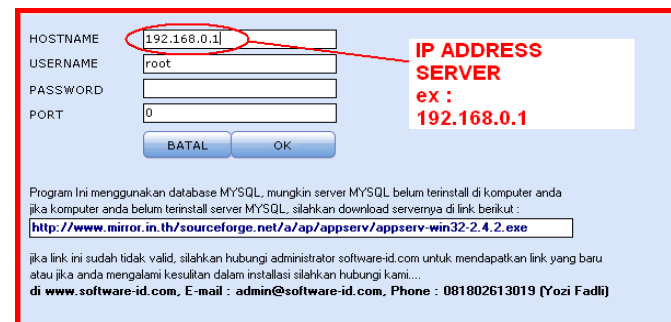 HOSTNAME 192.168.0.1
USERNAME root
PASSWORD
PORT 0
BATAL OK
IP ADDRESS
SERVER
ex :
192.168.0.1
Program Ini menggunakan database MYSQL, mungkin server MYSQL belum terinstall di komputer anda
jika komputer anda belum terinstall server MYSQL, silahkan download servernya di link berikut :
http://www.mirror.in.th/sourceforge.net/a/ap/appserv/appserv-win32-2.4.2.exe
jika link ini sudah tidak valid, silahkan hubungi administrator software-id.com untuk mendapatkan link yang baru
atau jika anda mengalami kesulitan dalam installasi silahkan hubungi kami....
di www.software-id.com, E-mail : admin@software-id.com, Phone : 081802613019 (Yozi Fadli)